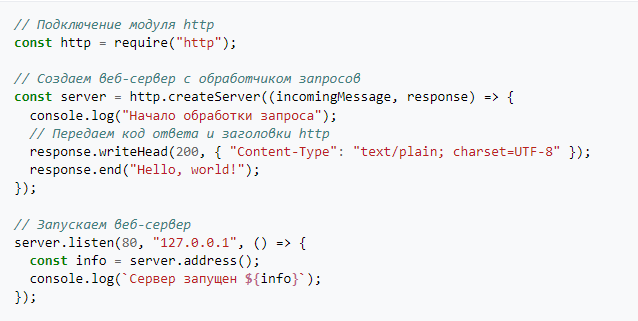 // Подключение модуля http
const http = require("http");
// Создаем веб-сервер с обработчиком запросов
const server = http.createServer((incomingMessage, response) => {
console.log("Начало обработки запроса");
// Передаем код ответа и заголовки http
response.writeHead(200, { "Content-Type": "text/plain; charset=UTF-8" });
response.end("Hello, world!");
});
// Запускаем веб-сервер
server.listen(80, "127.0.0.1", () => {
const info = server.address();
console.log(`Сервер запущен ${info}`);
});